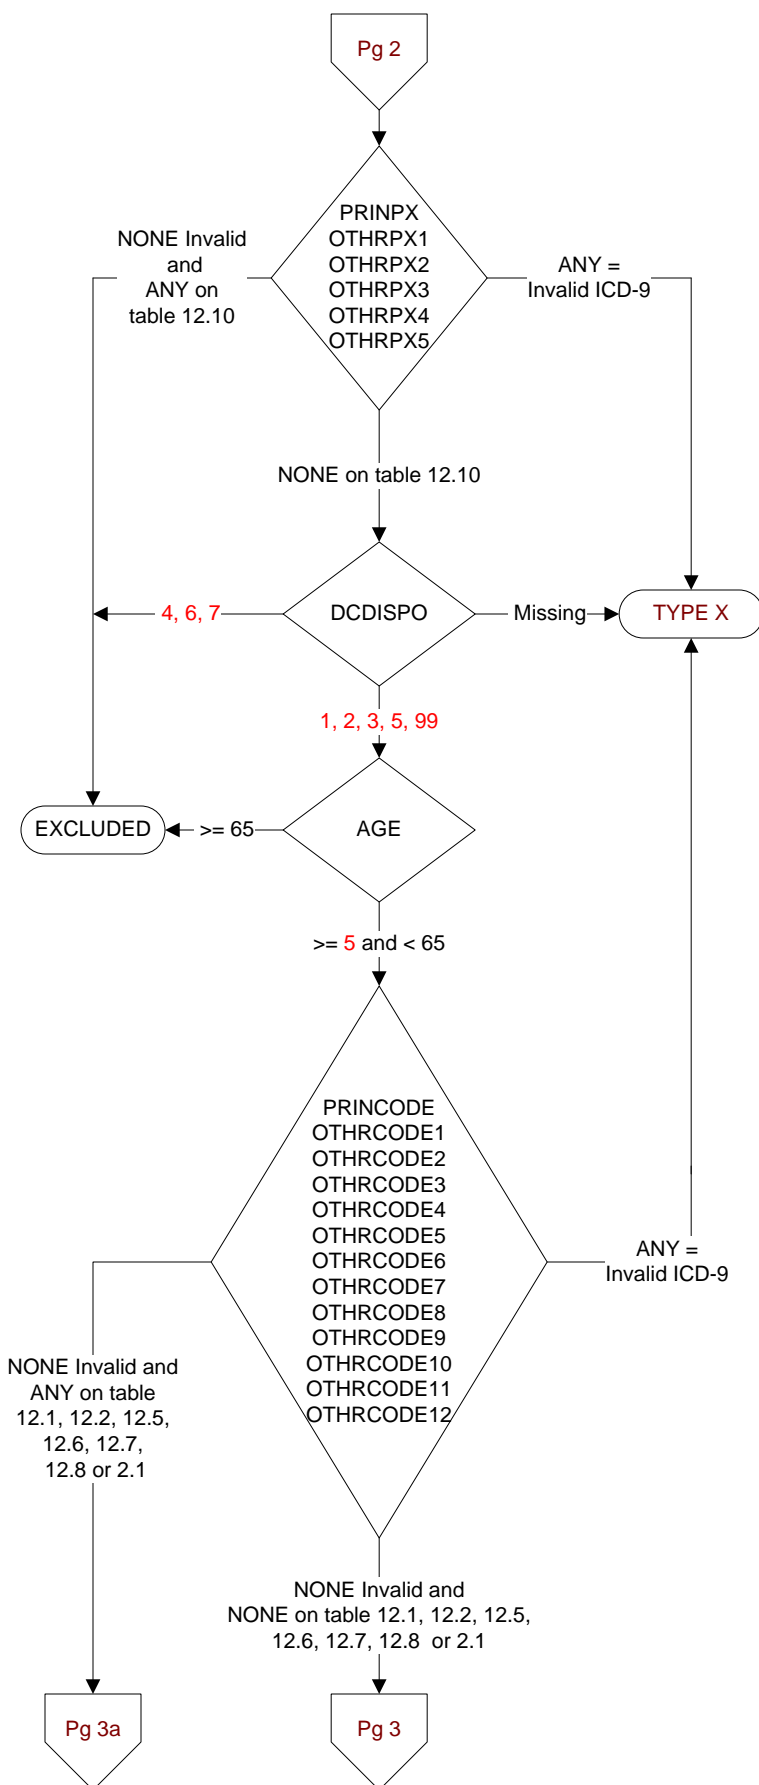 Pg 2
PRINPX
OTHRPX1
OTHRPX2
OTHRPX3
OTHRPX4
OTHRPX5
NONE Invalid
and
ANY on
table 12.10
ANY =
Invalid ICD-9
NONE on table 12.10
4, 6, 7
DCDISPO
Missing
TYPE X
1, 2, 3, 5, 99
EXCLUDED
>= 65
AGE
>= 5 and < 65
PRINCODE
OTHRCODE1
OTHRCODE2
OTHRCODE3
OTHRCODE4
OTHRCODE5
OTHRCODE6
OTHRCODE7
OTHRCODE8
OTHRCODE9
OTHRCODE10
OTHRCODE11
OTHRCODE12
ANY =
Invalid ICD-9
NONE Invalid and
ANY on table
12.1, 12.2, 12.5,
12.6, 12.7,
12.8 or 2.1
NONE Invalid and
NONE on table 12.1, 12.2, 12.5,
12.6, 12.7, 12.8 or 2.1
Pg 3a
Pg 3